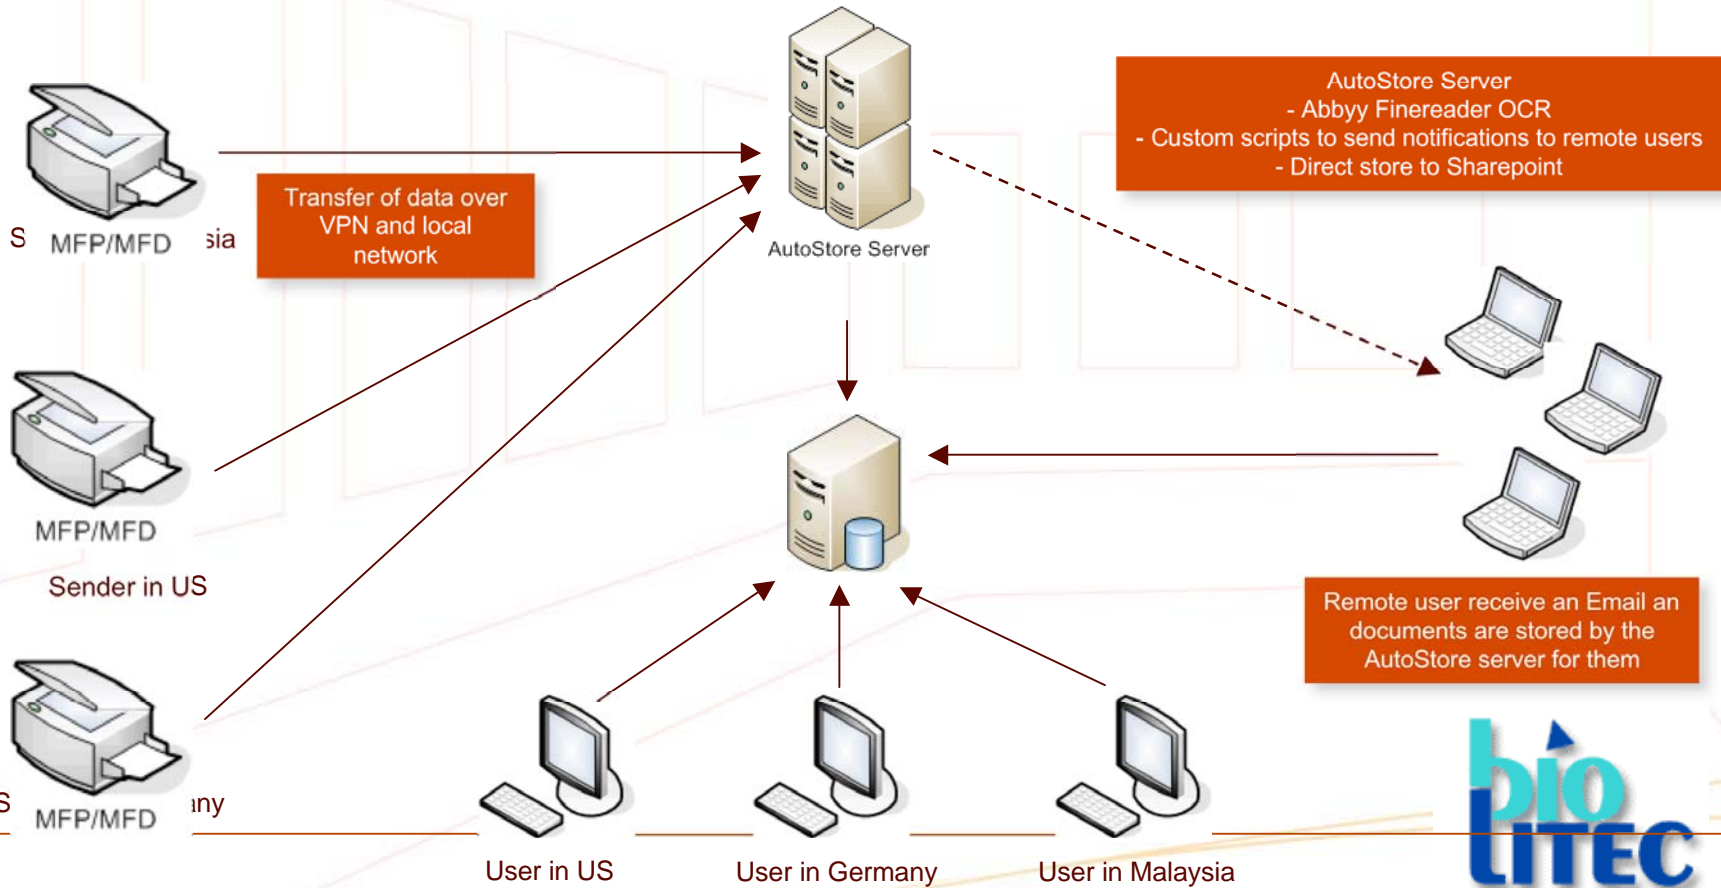 AutoStore Server
- Abbyy Finereader OCR
- Custom scripts to send notifications to remote users
- Direct store to Sharepoint
Transfer of data over
VPN and local
network
S MFP/MFD sia
AutoStore Server
MFP/MFD
Sender in US
Remote user receive an Email an
documents are stored by the
AutoStore server for them
S MFP/MFD any
User in US
User in Germany
User in Malaysia
bio
LITEC